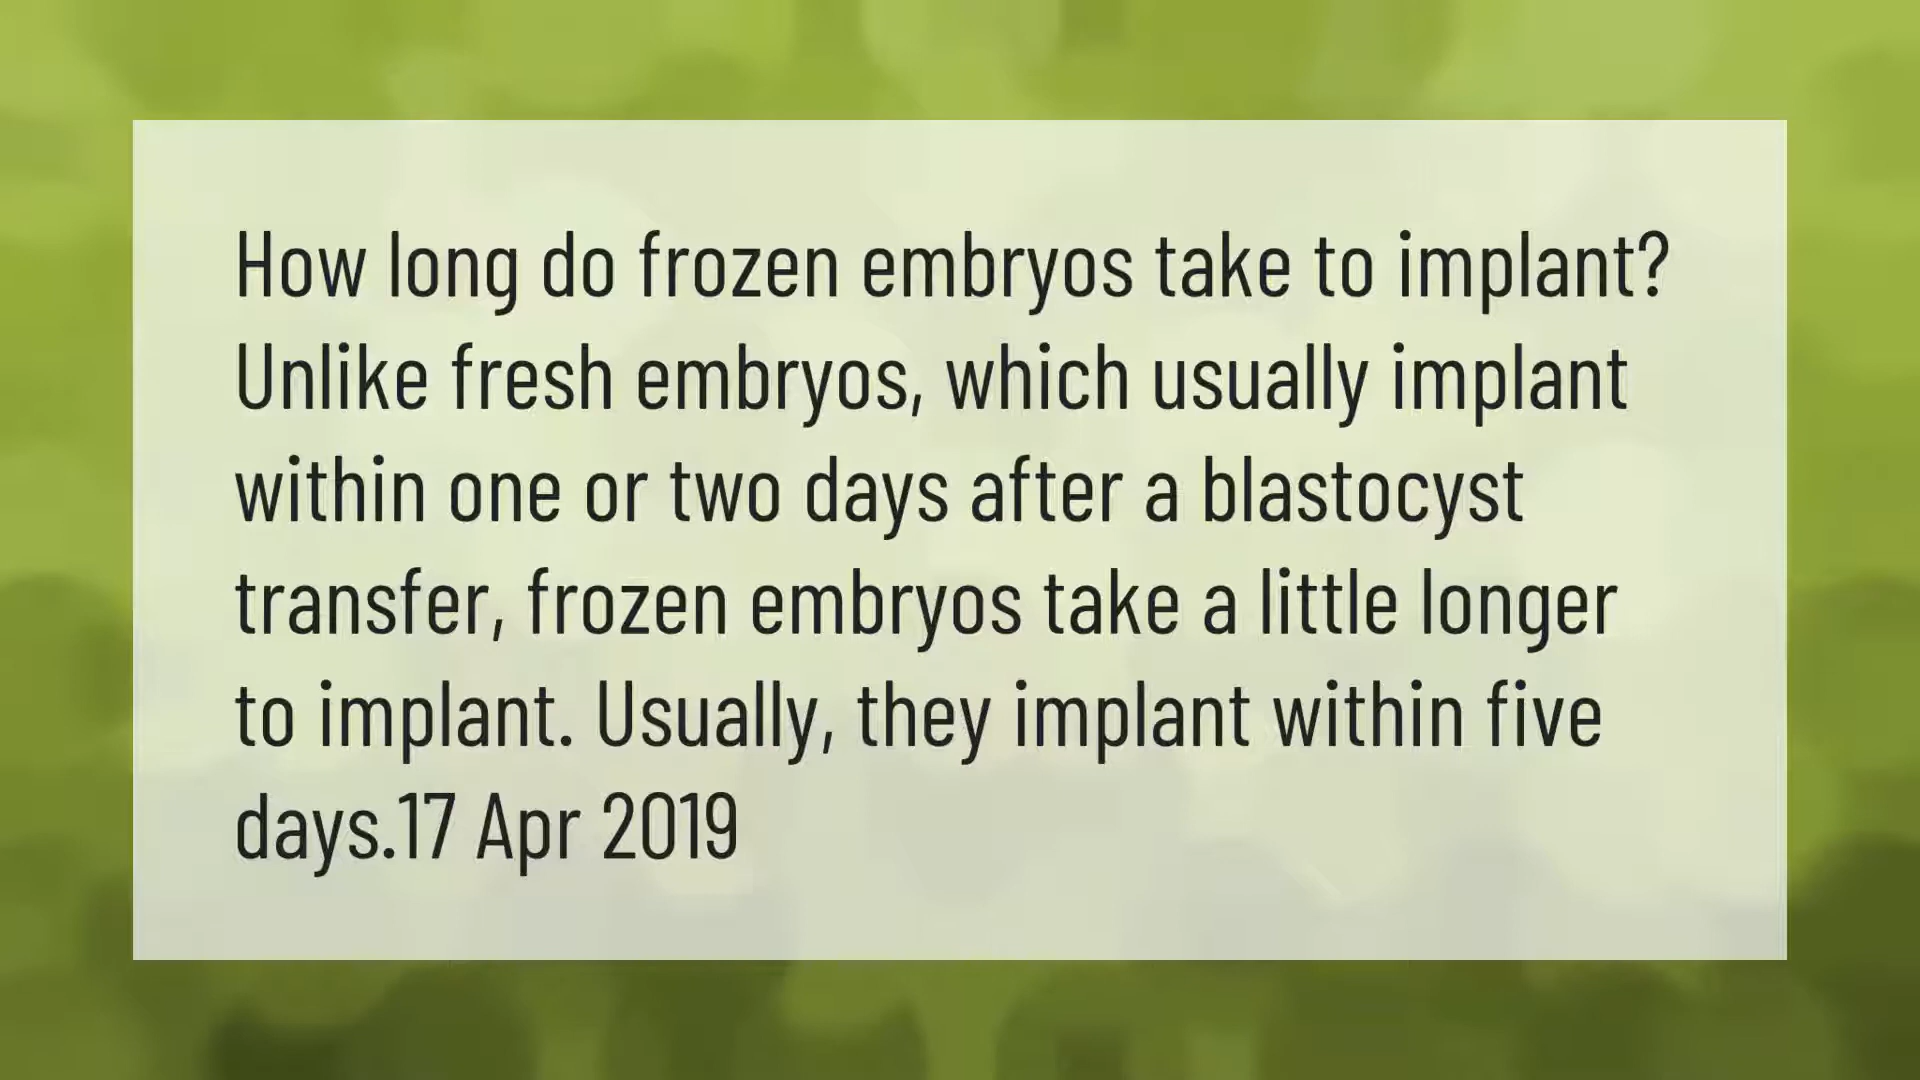 How long do frozen embryos take to implant?
Unlike fresh embryos, which usually implant
within one or two days after a blastocyst
transfer, frozen embryos take a little longer
to implant. Usually, they implant within five
days.17 Apr 2019